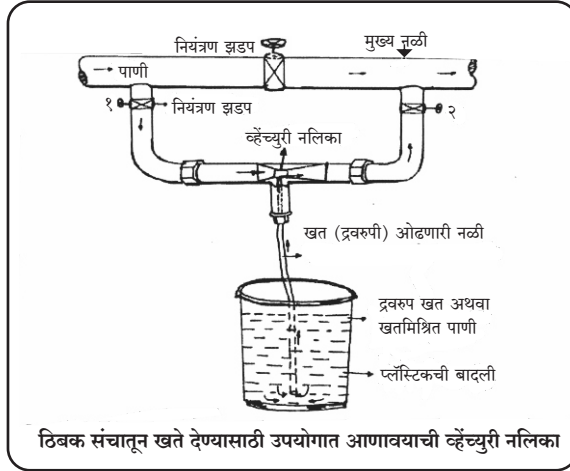 नियंत्रण झडप
मुख्य नळी
पाणी
१
नियंत्रण झडप
२
व्हेंच्युरी नलिका
खत (द्रवरुपी) ओढणारी नळी
द्रवरुप खत अथवा
खतमिश्रित पाणी
प्लॅस्टिकची बादली
ठिबक संचातून खते देण्यासाठी उपयोगात आणावयाची व्हेंच्युरी नलिका